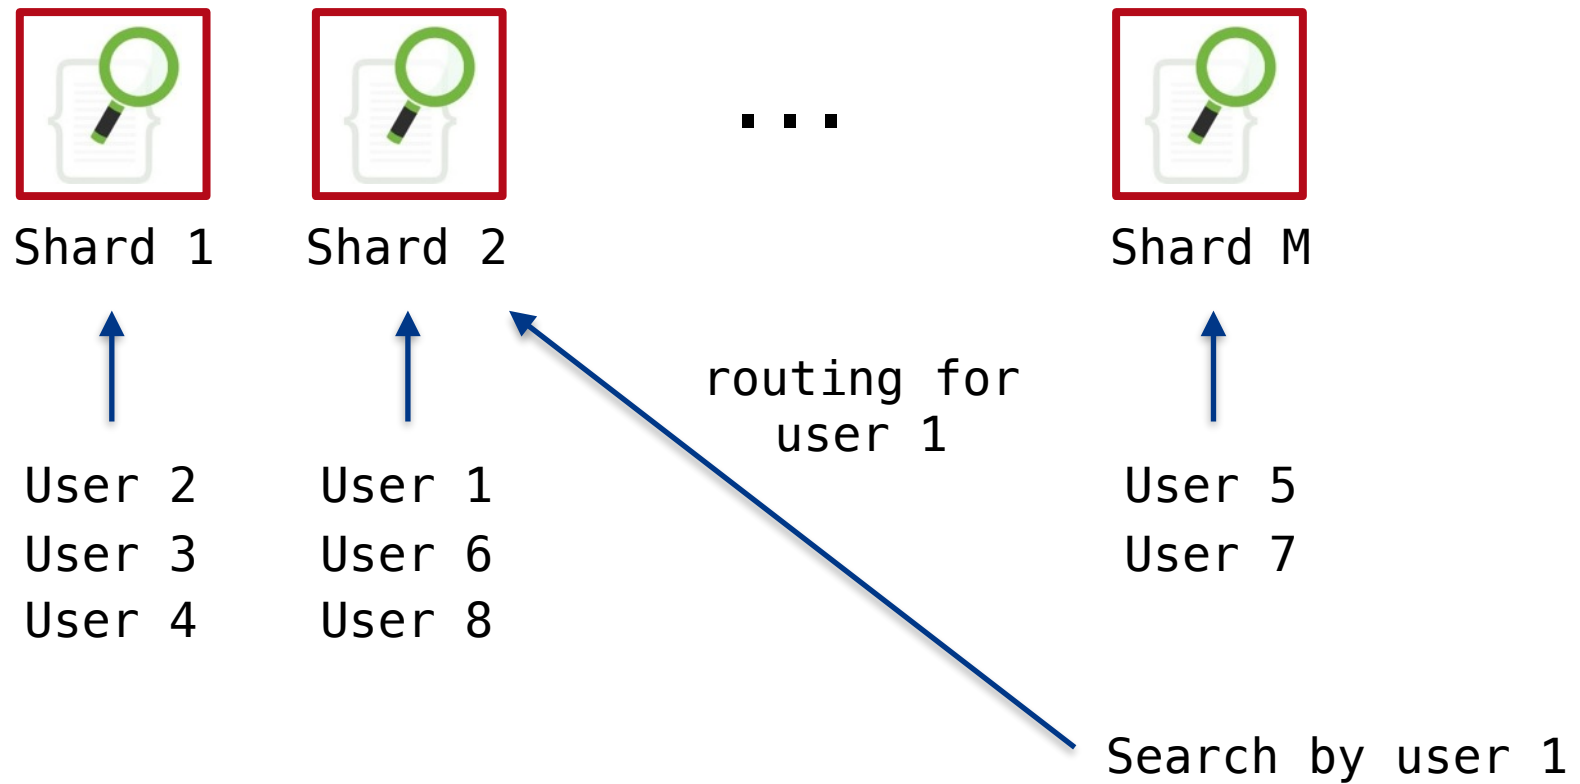 ...
Shard 1
Shard 2
Shard M
routing for
user 1
User 2
User 3
User 4
User 1
User 6
User 8
User 5
User 7
Search by user 1